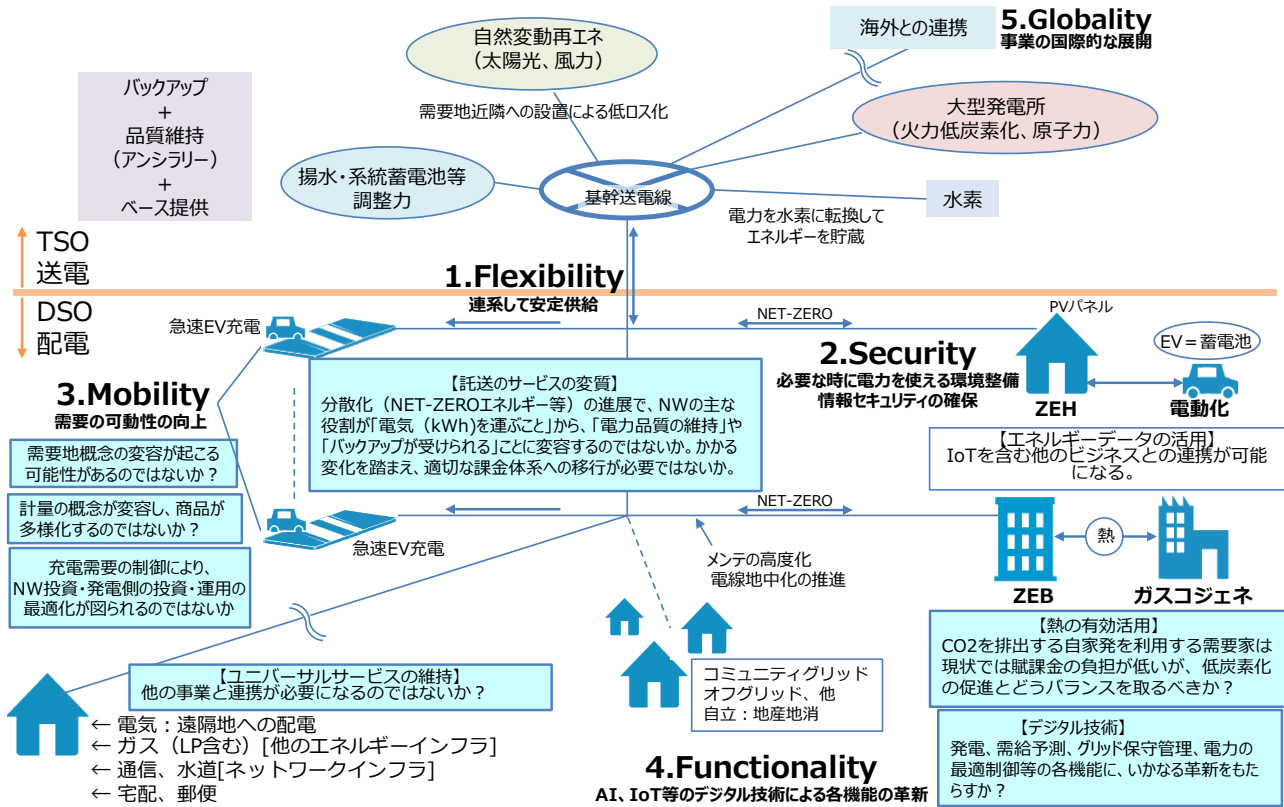 5.Globality
事業の国際的な展開
海外との連携
自然変動再エネ
（太陽光、風力）
バックアップ
＋
品質維持
（アンシラリー）
＋
ベース提供
需要地近隣への設置による低ロス化
大型発電所
（火力低炭素化、原子力）
揚水・系統蓄電池等
調整力
基幹送電線
水素
電力を水素に転換して
エネルギーを貯蔵
TSO
送電
1.Flexibility
連系して安定供給
DSO
配電
急速EV充電
NET-ZERO
PVパネル
EV＝蓄電池
2.Security
必要な時に電力を使える環境整備
情報セキュリティの確保
ZEH
電動化
3.Mobility
需要の可動性の向上
【託送のサービスの変質】
分散化（NET-ZEROエネルギー等）の進展で、NWの主な
役割が「電気（kWh)を運ぶこと」から、「電力品質の維持」や
「バックアップが受けられる」ことに変容するのではないか。かかる
変化を踏まえ、適切な課金体系への移行が必要ではないか。
【エネルギーデータの活用】
IoTを含む他のビジネスとの連携が可能
になる。
需要地概念の変容が起こる
可能性があるのではないか？
計量の概念が変容し、商品が
多様化するのではないか？
充電需要の制御により、
NW投資・発電側の投資・運用の
最適化が図られるのではないか
急速EV充電
NET-ZERO
メンテの高度化
電線地中化の推進
熱
ZEB
ガスコジェネ
【熱の有効活用】
CO2を排出する自家発を利用する需要家は
現状では賦課金の負担が低いが、低炭素化
の促進とどうバランスを取るべきか？
【ユニバーサルサービスの維持】
他の事業と連携が必要になるのではないか？
コミュニティグリッド
オフグリッド、他
自立：地産地消
← 電気：遠隔地への配電
← ガス（LP含む）[他のエネルギーインフラ]
← 通信、水道[ネットワークインフラ]
← 宅配、郵便
4.Functionality
AI、IoT等のデジタル技術による各機能の革新
【デジタル技術】
発電、需給予測、グリッド保守管理、電力の
最適制御等の各機能に、いかなる革新をもた
らすか？